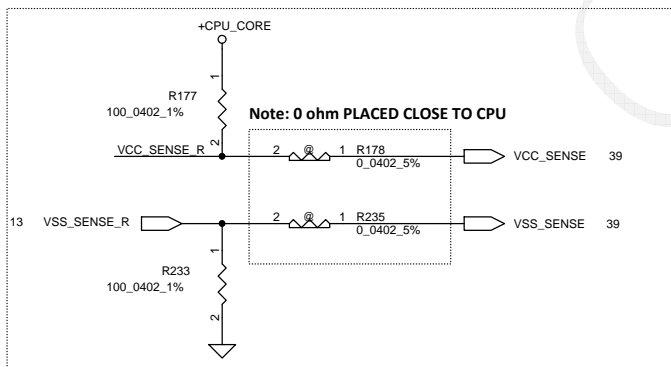 +CPU_CORE
1
R177
100_0402_1%
2
Note: 0 ohm PLACED CLOSE TO CPU
VCC_SENSE_R
2 @ 1 R178
0_0402_5%
VCC_SENSE 39
13 VSS_SENSE_R
2 @ 1 R235
0_0402_5%
VSS_SENSE 39
1
R233
100_0402_1%
2